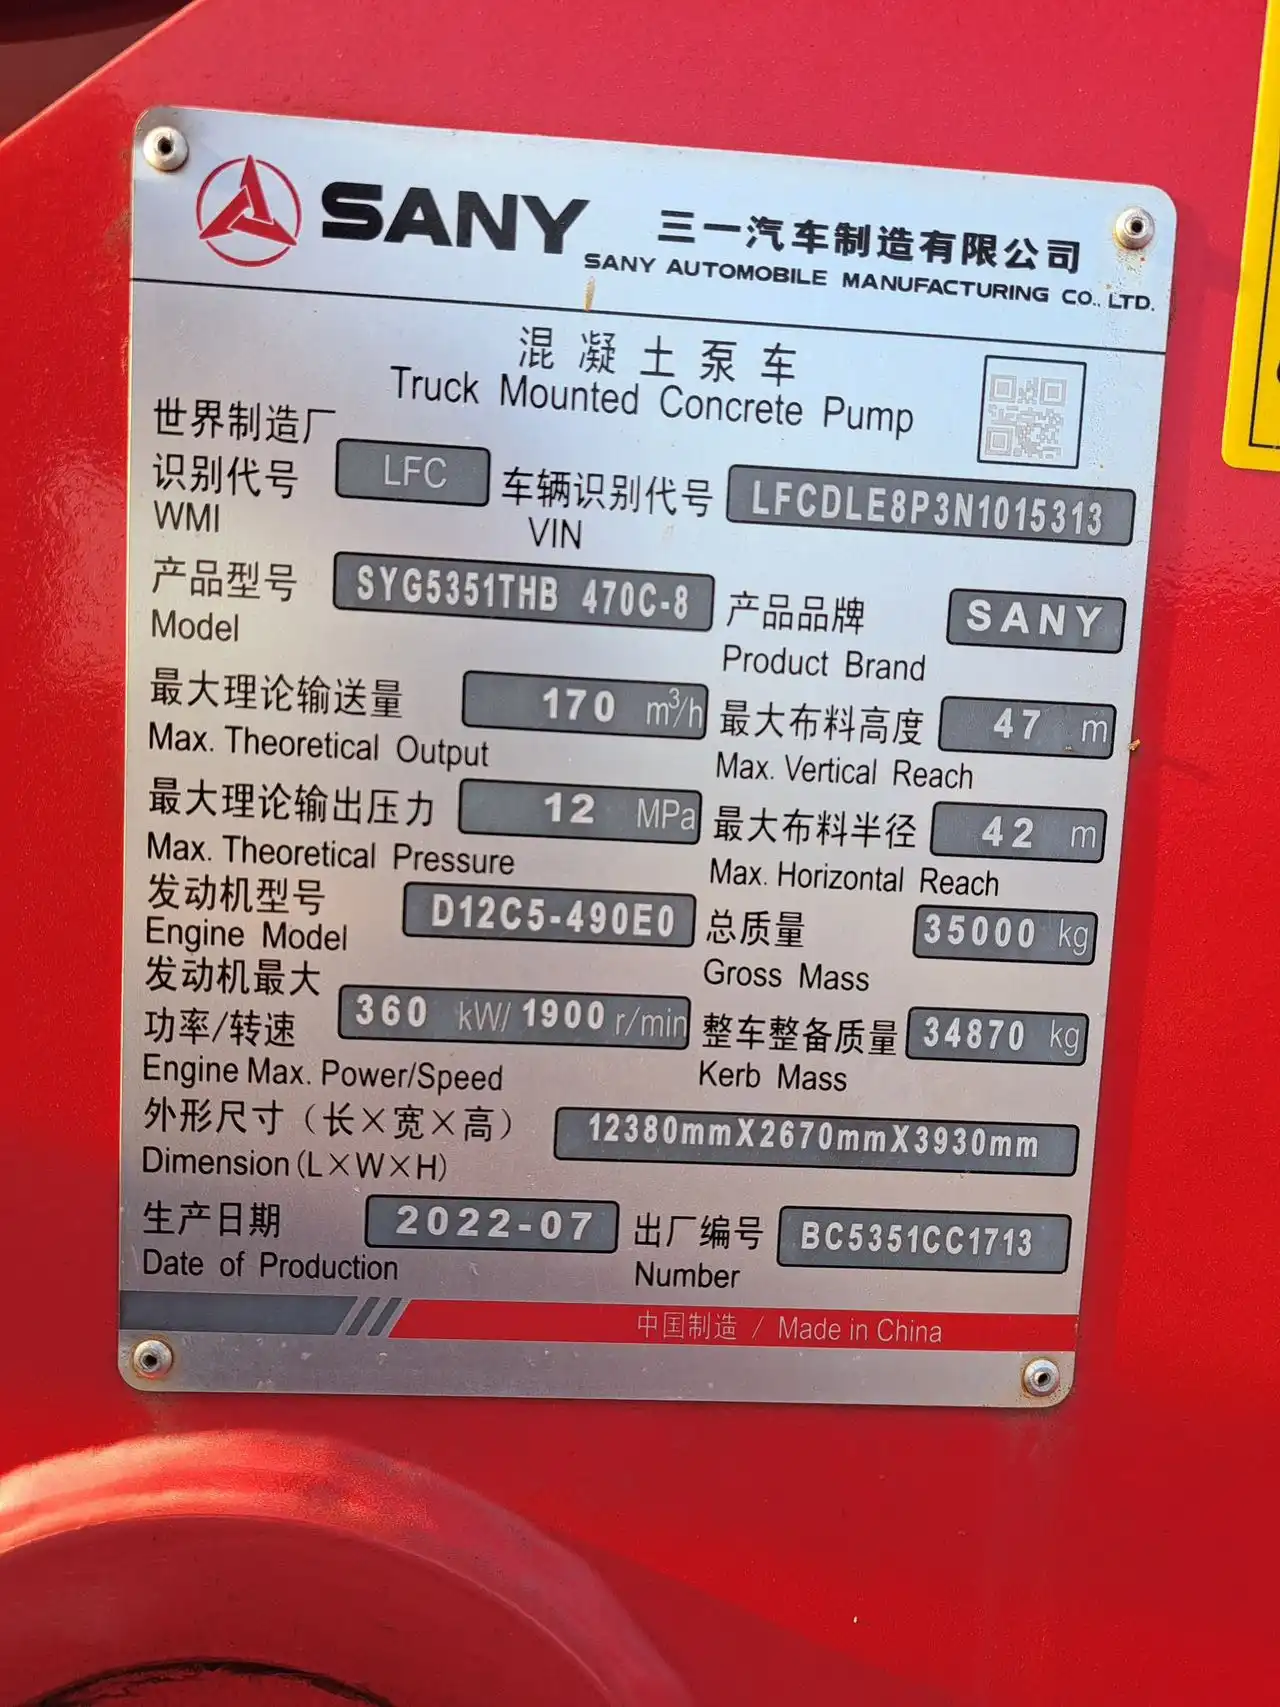 SANY 三一汽车制造有限公司
SANY AUTOMOBILE MANUFACTURING CO., LTD.
混凝土泵车
Truck Mounted Concrete Pump
世界制造厂
识别代号 LFC 车辆识别代号 LFCDLE8P3N1015313
WMI VIN
产品型号 SYG5351THB 470C-8 产品品牌 SANY
Model Product Brand
最大理论输送量 170 m³/h 最大布料高度 47 m
Max. Theoretical Output Max. Vertical Reach
最大理论输出压力 12 MPa 最大布料半径 42 m
Max. Theoretical Pressure Max. Horizontal Reach
发动机型号 D12C5-490E0 总质量 35000 kg
Engine Model Gross Mass
发动机最大
功率/转速 360 kW/ 1900 r/min 整车整备质量 34870 kg
Engine Max. Power/Speed Kerb Mass
外形尺寸（长×宽×高） 12380mmX2670mmX3930mm
Dimension(L×W×H)
生产日期 2022-07 出厂编号 BC5351CC1713
Date of Production Number
中国制造 / Made in China